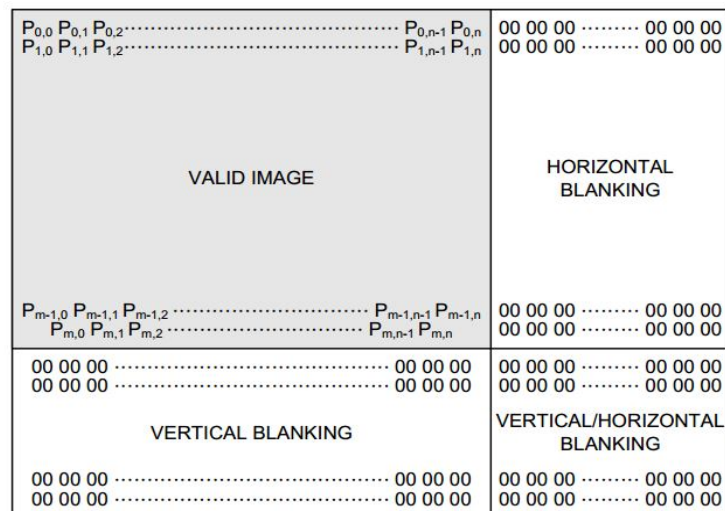 P0,0 P0,1 P0,2································· P0,n-1 P0,n 00 00 00 ········· 00 00 00
P1,0 P1,1 P1,2································· P1,n-1 P1,n 00 00 00 ········· 00 00 00
VALID IMAGE
HORIZONTAL
BLANKING
Pm-1,0 Pm-1,1 Pm-1,2 ······························ Pm-1,n-1 Pm-1,n 00 00 00 ········· 00 00 00
Pm,0 Pm,1 Pm,2 ······························ Pm,n-1 Pm,n 00 00 00 ········· 00 00 00
00 00 00 ········································· 00 00 00 00 00 00 ········· 00 00 00
00 00 00 ········································· 00 00 00 00 00 00 ········· 00 00 00
VERTICAL BLANKING
VERTICAL/HORIZONTAL
BLANKING
00 00 00 ········································· 00 00 00 00 00 00 ········· 00 00 00
00 00 00 ········································· 00 00 00 00 00 00 ········· 00 00 00